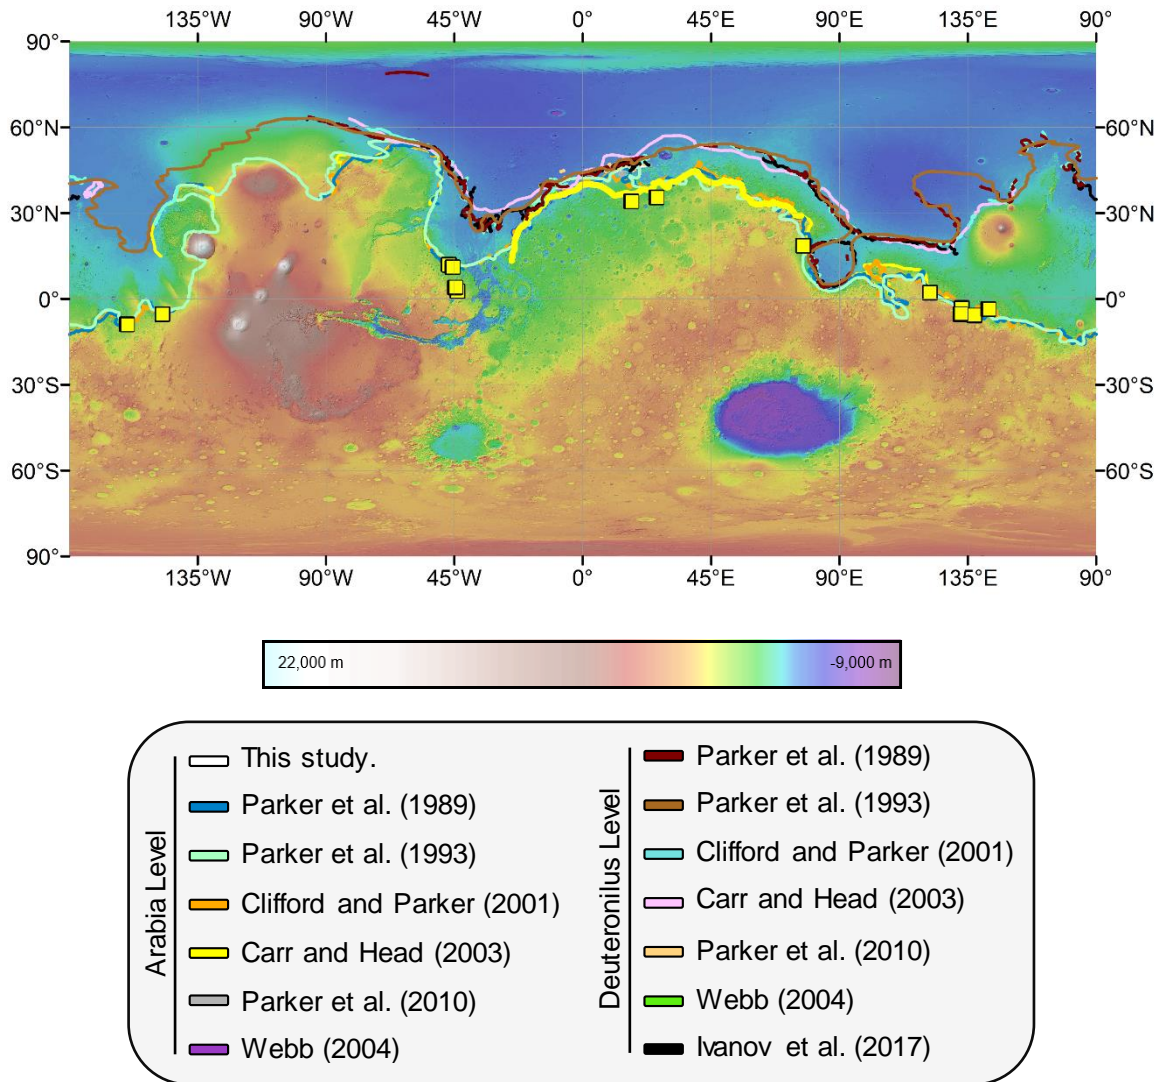 135°W 90°W 45°W 0° 45°E 90°E 135°E 90°
90°
60°N 60°N
30°N 30°N
0° 0°
30°S 30°S
60°S 60°S
90°
135°W 90°W 45°W 0° 45°E 90°E 135°E 90°
22,000 m -9,000 m
Arabia Level
This study.
Parker et al. (1989)
Parker et al. (1993)
Clifford and Parker (2001)
Carr and Head (2003)
Parker et al. (2010)
Webb (2004)
Deuteronilus Level
Parker et al. (1989)
Parker et al. (1993)
Clifford and Parker (2001)
Carr and Head (2003)
Parker et al. (2010)
Webb (2004)
Ivanov et al. (2017)